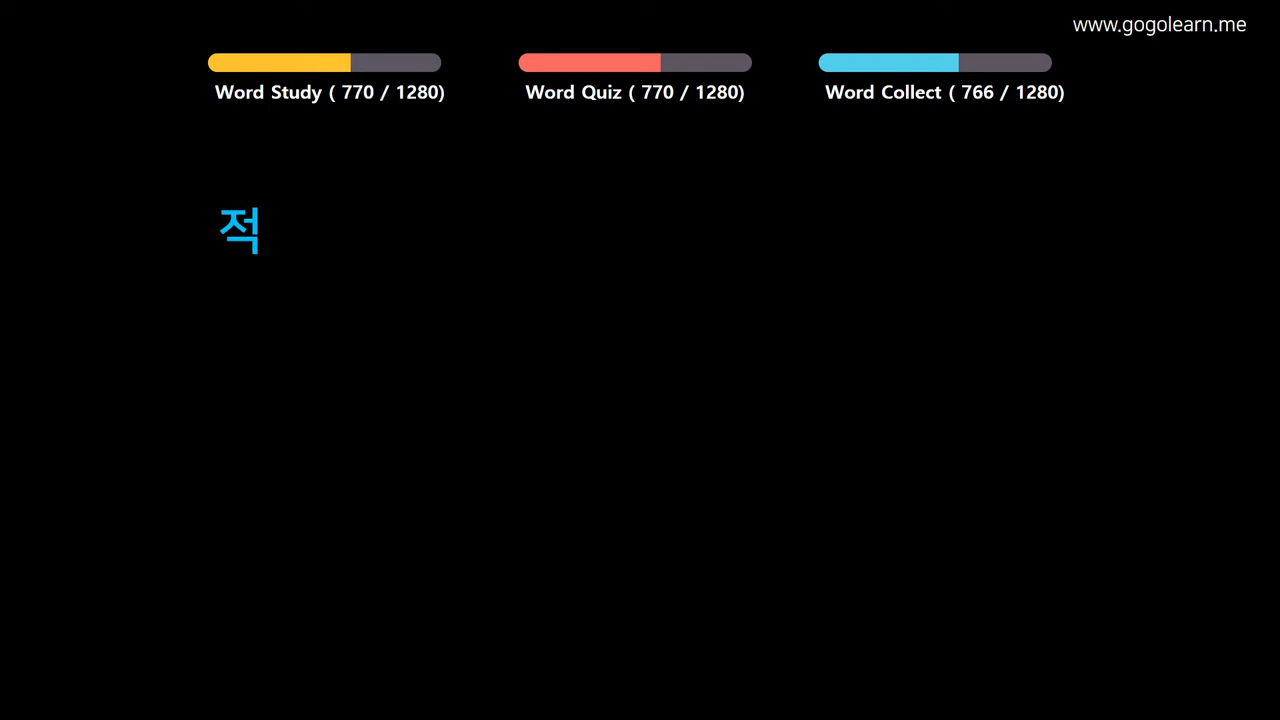 www.gogolearn.me
Word Study ( 770 / 1280)
Word Quiz ( 770 / 1280)
Word Collect ( 766 / 1280)
적